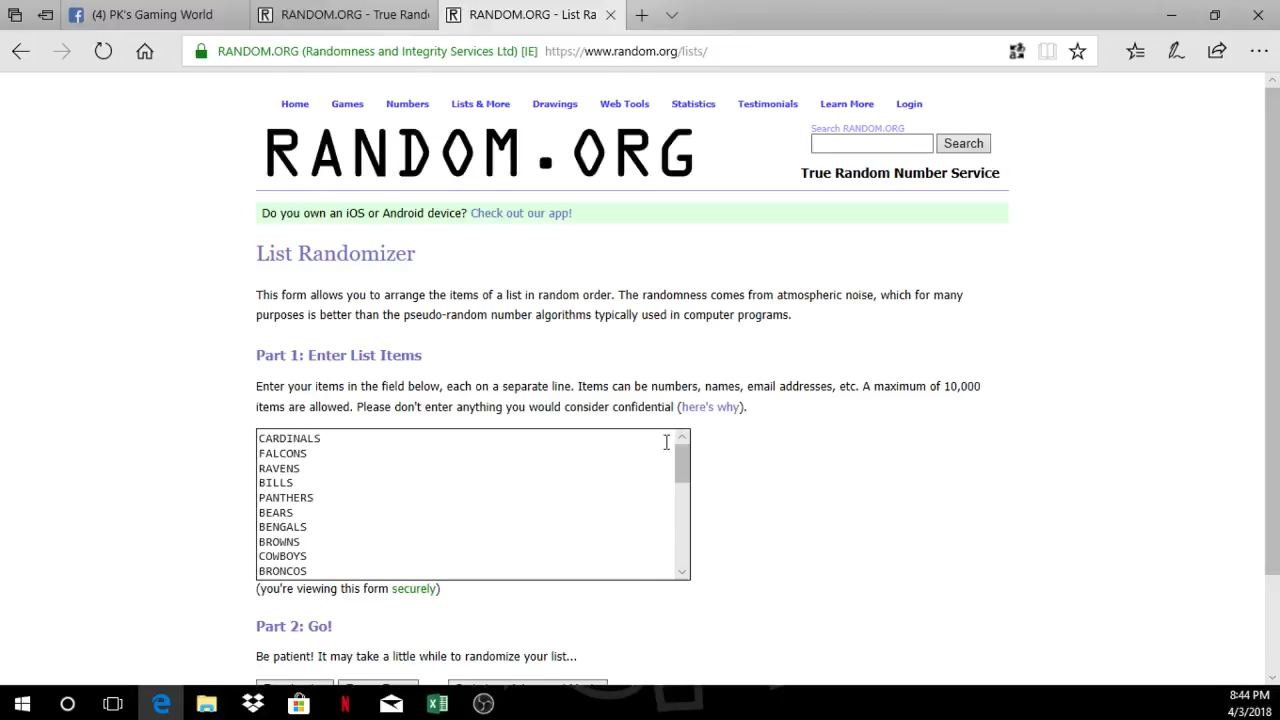 (4) PK's Gaming World
RANDOM.ORG - True Rand
RANDOM.ORG - List Ra
RANDOM.ORG (Randomness and Integrity Services Ltd) [IE] https://www.random.org/lists/
Home Games Numbers Lists & More Drawings Web Tools Statistics Testimonials Learn More Login
RANDOM.ORG
Search RANDOM.ORG
Search
True Random Number Service
Do you own an iOS or Android device? Check out our app!
List Randomizer
This form allows you to arrange the items of a list in random order. The randomness comes from atmospheric noise, which for many
purposes is better than the pseudo-random number algorithms typically used in computer programs.
Part 1: Enter List Items
Enter your items in the field below, each on a separate line. Items can be numbers, names, email addresses, etc. A maximum of 10,000
items are allowed. Please don't enter anything you would consider confidential (here's why).
CARDINALS
FALCONS
RAVENS
BILLS
PANTHERS
BEARS
BENGALS
BROWNS
COWBOYS
BRONCOS
(you're viewing this form securely)
Part 2: Go!
Be patient! It may take a little while to randomize your list...
8:44 PM
4/3/2018